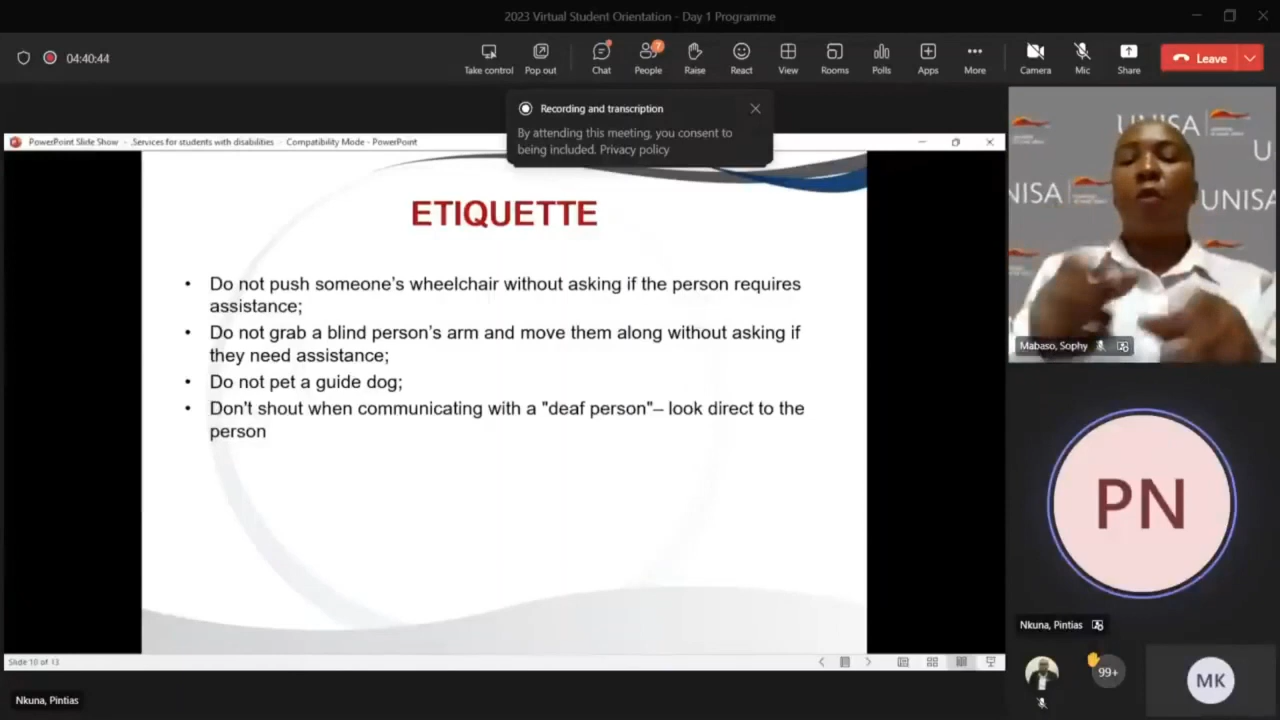 2023 Virtual Student Orientation - Day 1 Programme
04:40:44
Take control
Pop out
Chat
7
People
Raise
React
View
Rooms
Polls
Apps
More
Camera
Mic
Share
Leave
Recording and transcription
By attending this meeting, you consent to
being included. Privacy policy
PowerPoint Slide Show - .Services for students with disabilities - Compatibility Mode - PowerPoint
ETIQUETTE
• Do not push someone's wheelchair without asking if the person requires
assistance;
• Do not grab a blind person's arm and move them along without asking if
they need assistance;
• Do not pet a guide dog;
• Don't shout when communicating with a "deaf person"– look direct to the
person
Slide 10 of 13
Nkuna, Pintias
UNISA
UNISA
Mabaso, Sophy
PN
Nkuna, Pintias
99+
MK